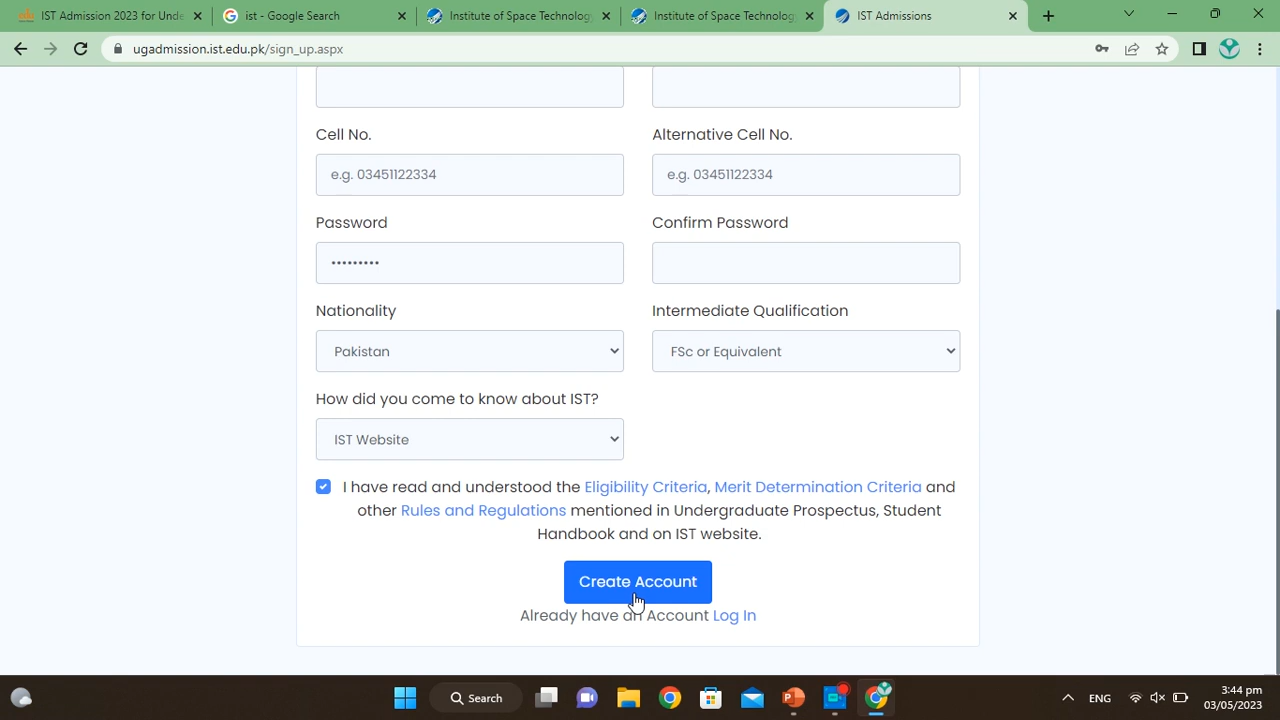 IST Admission 2023 for Unde
ist - Google Search
Institute of Space Technology
Institute of Space Technolog
IST Admissions
ugadmission.ist.edu.pk/sign_up.aspx
Cell No.
Alternative Cell No.
e.g. 03451122334
e.g. 03451122334
Password
Confirm Password
Nationality
Intermediate Qualification
Pakistan
FSc or Equivalent
How did you come to know about IST?
IST Website
I have read and understood the Eligibility Criteria, Merit Determination Criteria and
other Rules and Regulations mentioned in Undergraduate Prospectus, Student
Handbook and on IST website.
Create Account
Already have an Account Log In
Search
ENG
3:44 pm
03/05/2023